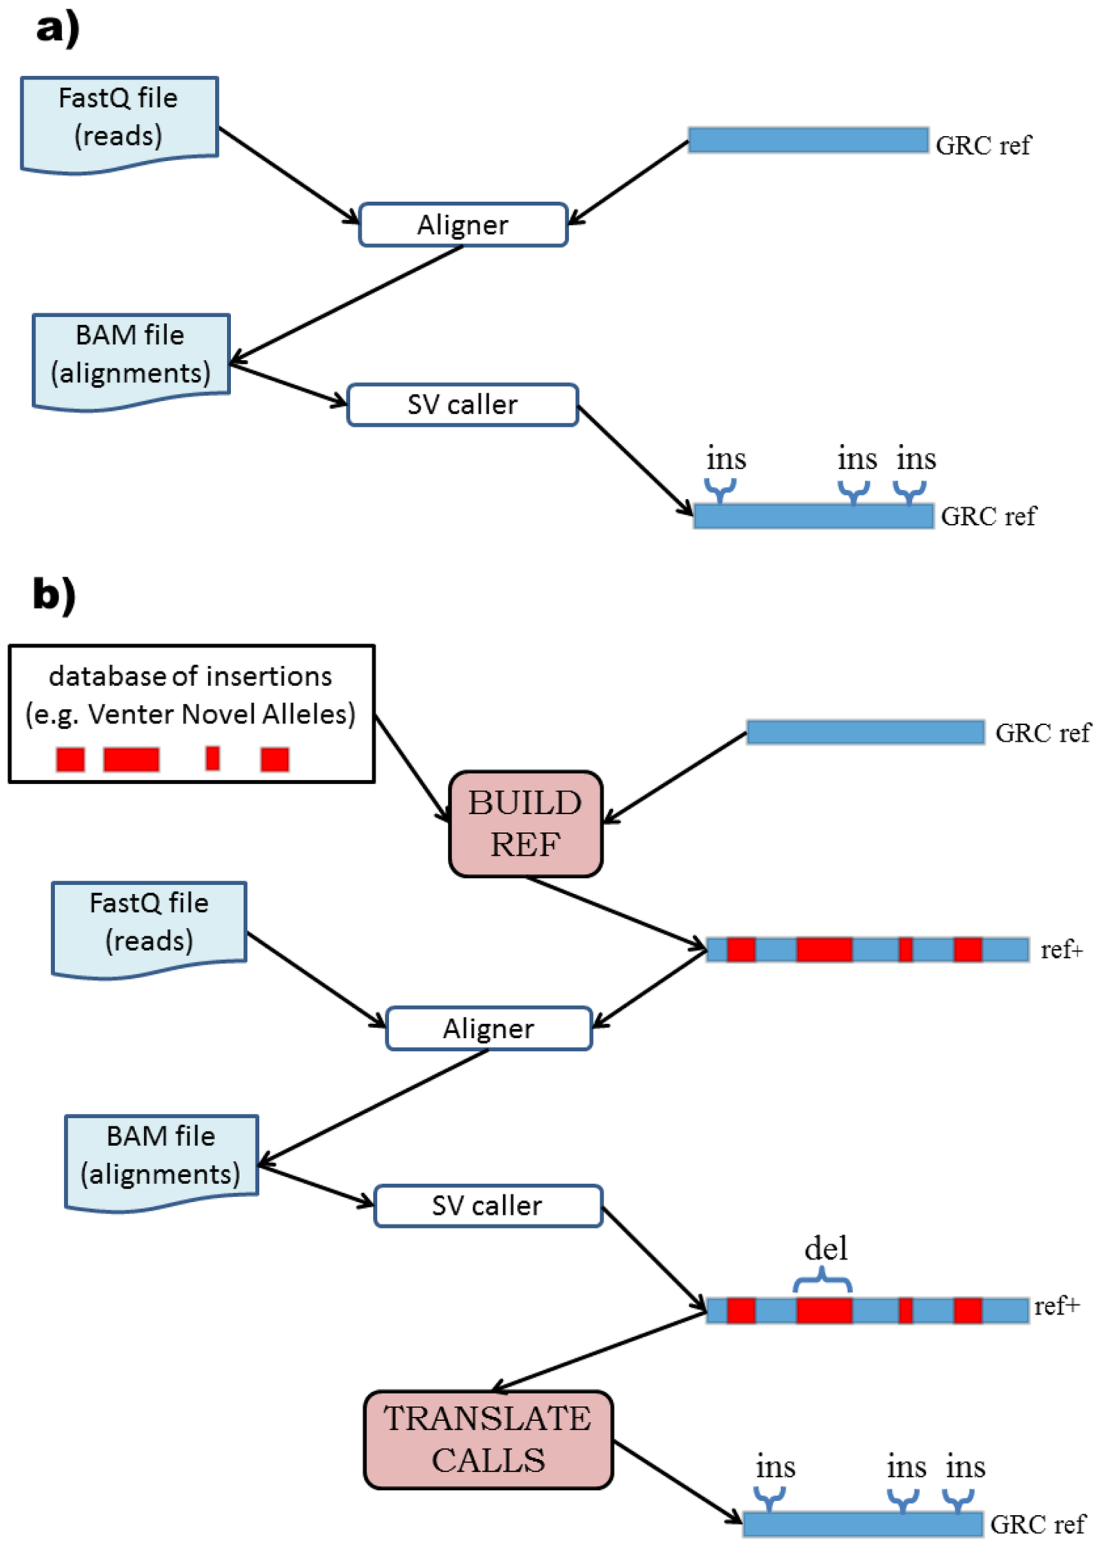 a)
FastQ file
(reads)
GRC ref
Aligner
BAM file
(alignments)
SV caller
ins ins ins
GRC ref
b)
database of insertions
(e.g. Venter Novel Alleles)
GRC ref
BUILD
REF
FastQ file
(reads)
ref+
Aligner
BAM file
(alignments)
SV caller
del
ref+
TRANSLATE
CALLS
ins ins ins
GRC ref